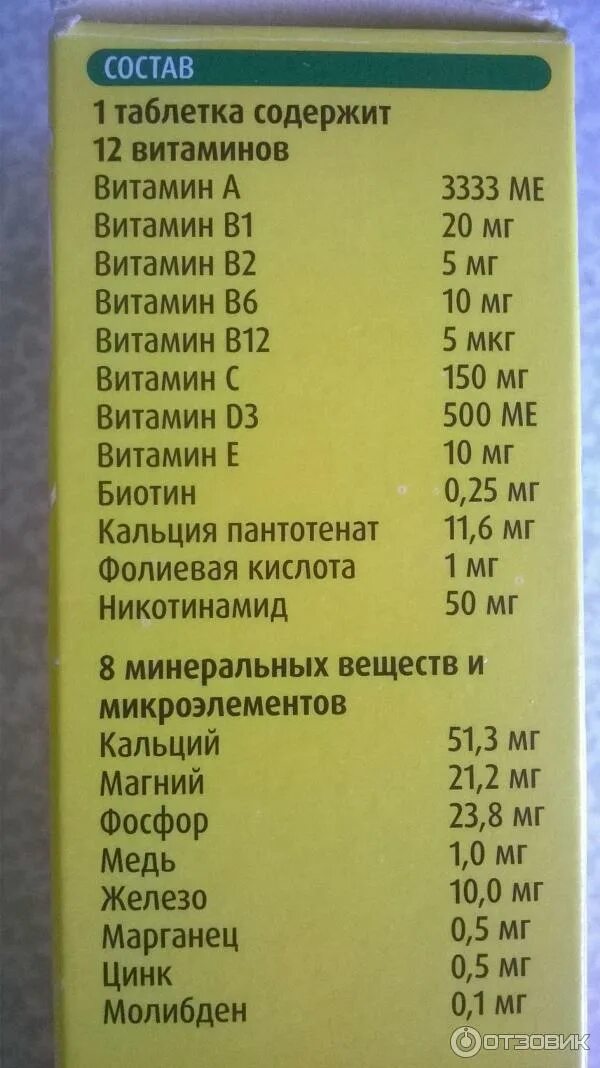 СОСТАВ
1 таблетка содержит
12 витаминов
Витамин А 3333 МЕ
Витамин В1 20 мг
Витамин В2 5 мг
Витамин В6 10 мг
Витамин В12 5 мкг
Витамин С 150 мг
Витамин D3 500 МЕ
Витамин Е 10 мг
Биотин 0,25 мг
Кальция пантотенат 11,6 мг
Фолиевая кислота 1 мг
Никотинамид 50 мг
8 минеральных веществ и
микроэлементов
Кальций 51,3 мг
Магний 21,2 мг
Фосфор 23,8 мг
Медь 1,0 мг
Железо 10,0 мг
Марганец 0,5 мг
Цинк 0,5 мг
Молибден 0,1 мг
ОТЗОВИК